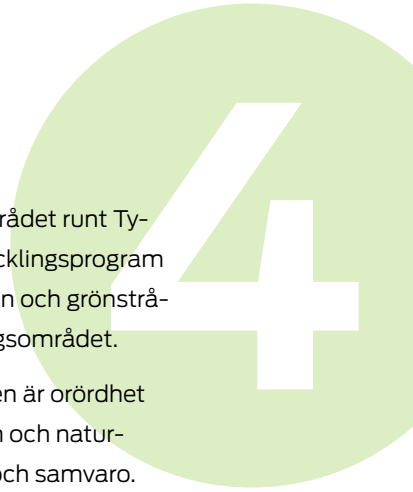 4
rådet runt Ty-
cklingsprogram
n och grönstrå-
gsområdet.
en är orördhet
n och natur-
och samvaro.